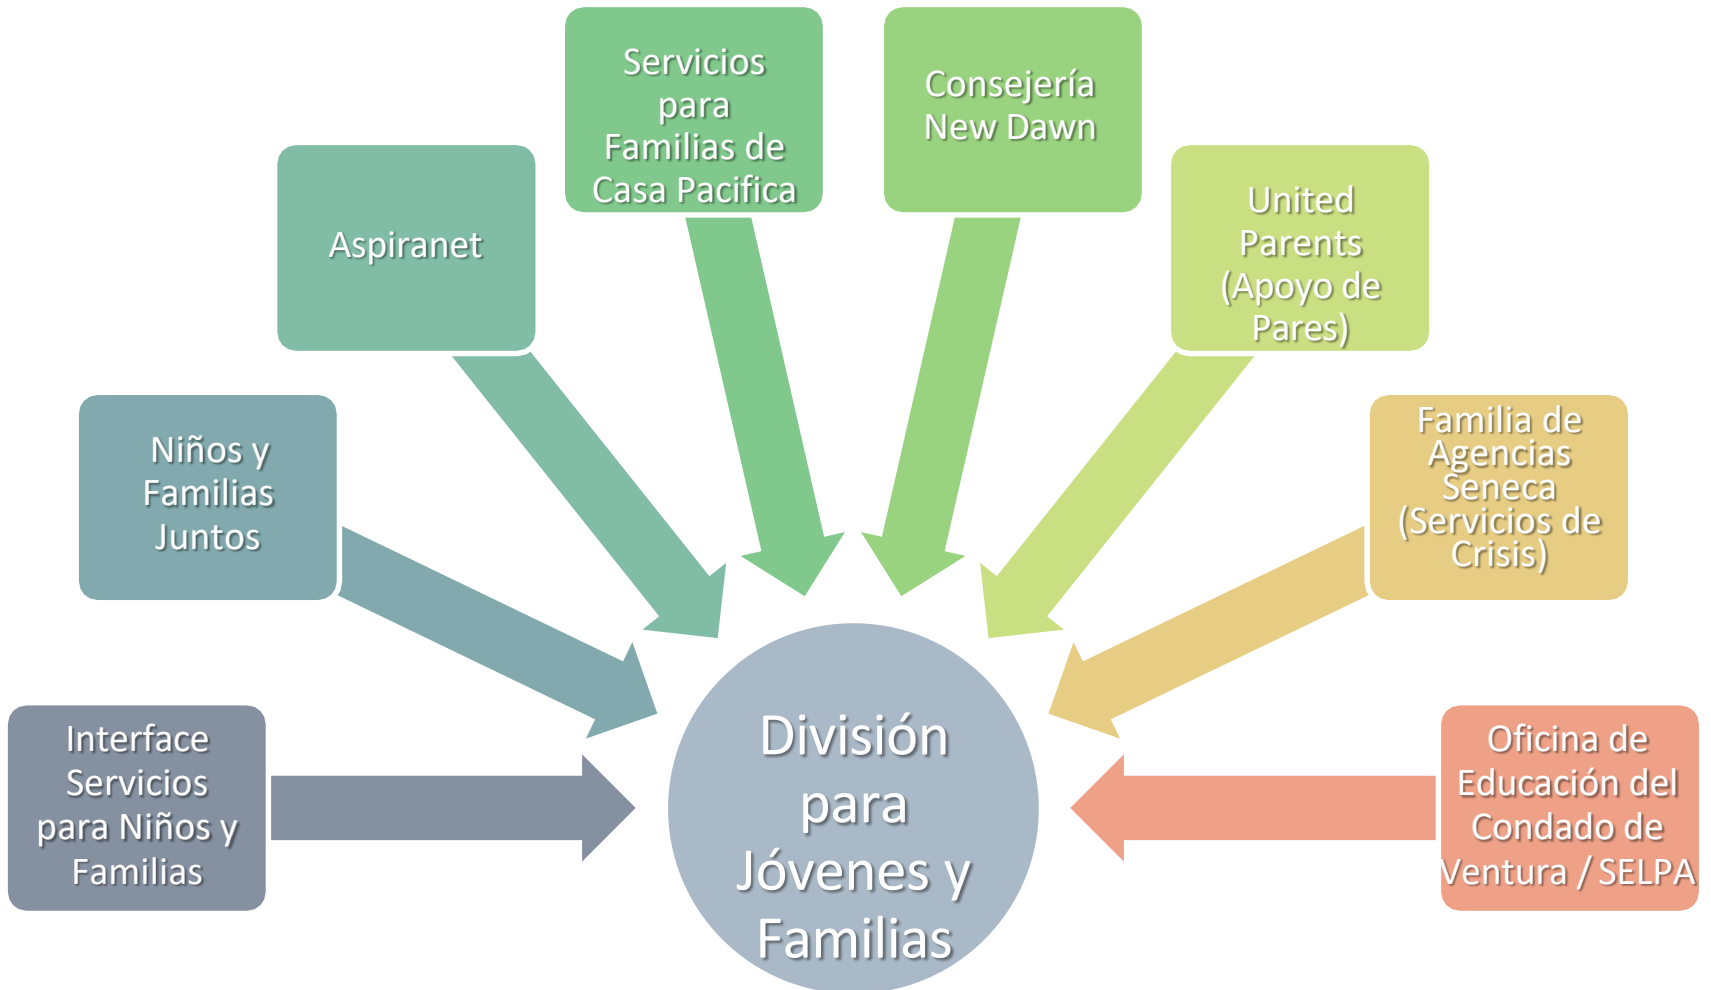 Servicios
para
Familias de
Casa Pacifica
Consejería
New Dawn
Aspiranet
United
Parents
(Apoyo de
Pares)
Niños y
Familias
Juntos
Familia de
Agencias
Seneca
(Servicios de
Crisis)
Interface
Servicios
para Niños y
Familias
División
para
Jóvenes y
Familias
Oficina de
Educación del
Condado de
Ventura / SELPA